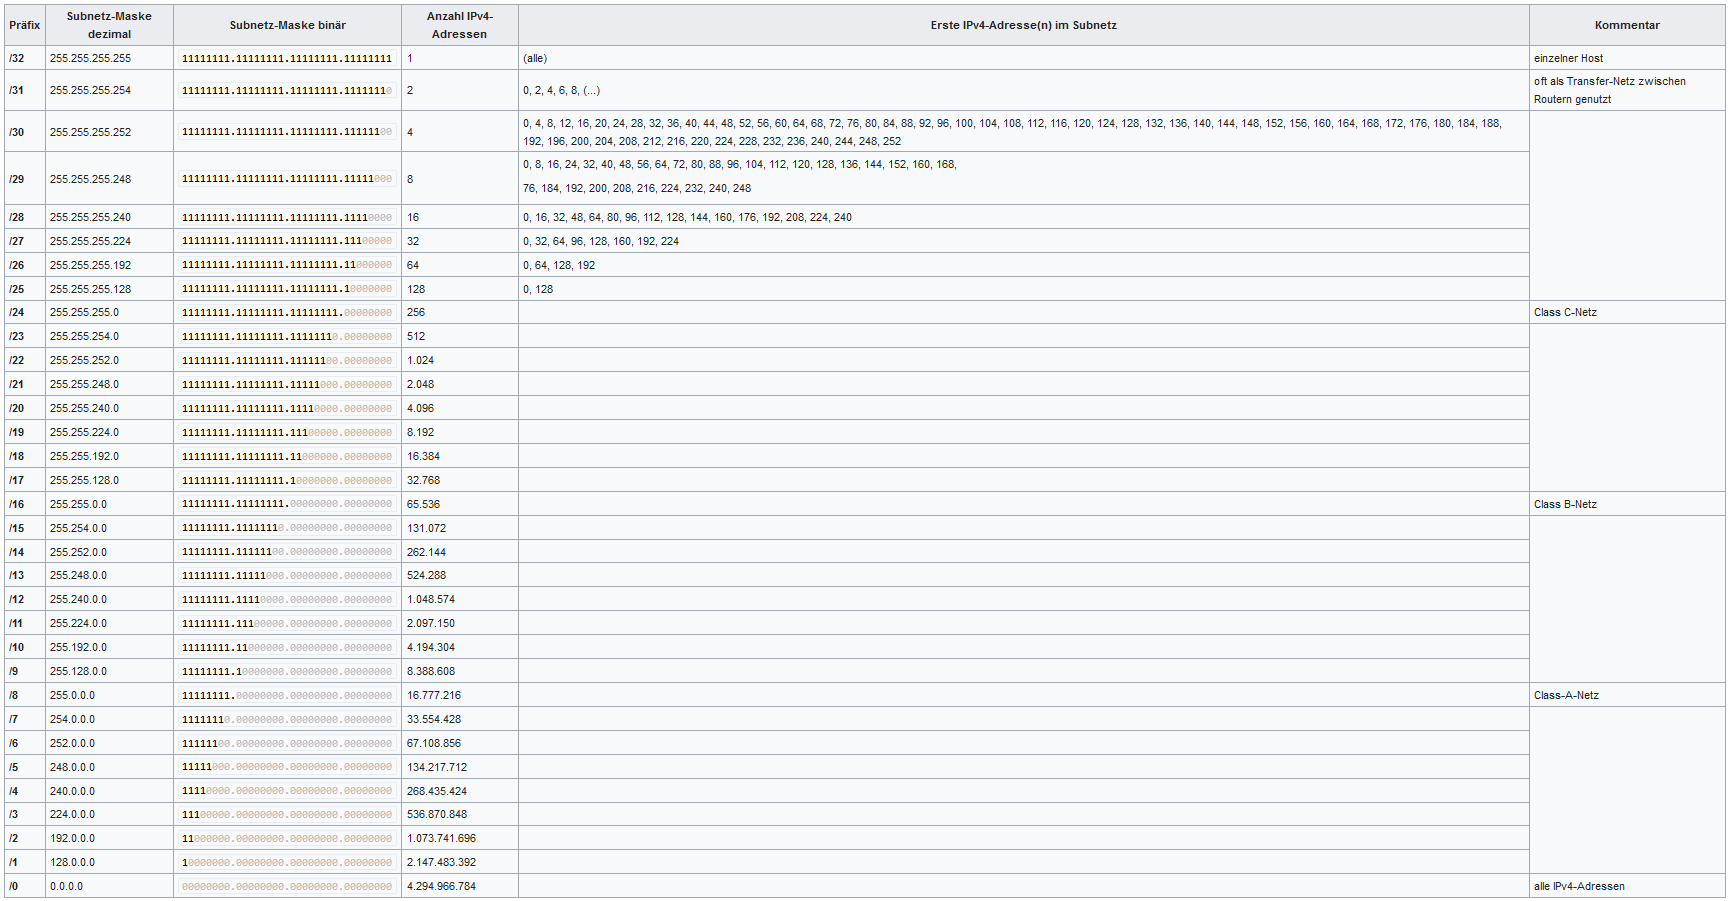 Präfix Subnetz-Maske dezimal Subnetz-Maske binär Anzahl IPv4-Adressen Erste IPv4-Adresse(n) im Subnetz Kommentar
/32 255.255.255.255 11111111.11111111.11111111.11111111 1 (alle) einzelner Host
/31 255.255.255.254 11111111.11111111.11111111.11111110 2 0, 2, 4, 6, 8, (...) oft als Transfer-Netz zwischen Routern genutzt
/30 255.255.255.252 11111111.11111111.11111111.11111100 4 0, 4, 8, 12, 16, 20, 24, 28, 32, 36, 40, 44, 48, 52, 56, 60, 64, 68, 72, 76, 80, 84, 88, 92, 96, 100, 104, 108, 112, 116, 120, 124, 128, 132, 136, 140, 144, 148, 152, 156, 160, 164, 168, 172, 176, 180, 184, 188,
192, 196, 200, 204, 208, 212, 216, 220, 224, 228, 232, 236, 240, 244, 248, 252
/29 255.255.255.248 11111111.11111111.11111111.11111000 8 0, 8, 16, 24, 32, 40, 48, 56, 64, 72, 80, 88, 96, 104, 112, 120, 128, 136, 144, 152, 160, 168,
76, 184, 192, 200, 208, 216, 224, 232, 240, 248
/28 255.255.255.240 11111111.11111111.11111111.11110000 16 0, 16, 32, 48, 64, 80, 96, 112, 128, 144, 160, 176, 192, 208, 224, 240
/27 255.255.255.224 11111111.11111111.11111111.11100000 32 0, 32, 64, 96, 128, 160, 192, 224
/26 255.255.255.192 11111111.11111111.11111111.11000000 64 0, 64, 128, 192
/25 255.255.255.128 11111111.11111111.11111111.10000000 128 0, 128
/24 255.255.255.0 11111111.11111111.11111111.00000000 256 Class C-Netz
/23 255.255.254.0 11111111.11111111.11111110.00000000 512
/22 255.255.252.0 11111111.11111111.11111100.00000000 1.024
/21 255.255.248.0 11111111.11111111.11111000.00000000 2.048
/20 255.255.240.0 11111111.11111111.11110000.00000000 4.096
/19 255.255.224.0 11111111.11111111.11100000.00000000 8.192
/18 255.255.192.0 11111111.11111111.11000000.00000000 16.384
/17 255.255.128.0 11111111.11111111.10000000.00000000 32.768
/16 255.255.0.0 11111111.11111111.00000000.00000000 65.536 Class B-Netz
/15 255.254.0.0 11111111.11111110.00000000.00000000 131.072
/14 255.252.0.0 11111111.11111100.00000000.00000000 262.144
/13 255.248.0.0 11111111.11111000.00000000.00000000 524.288
/12 255.240.0.0 11111111.11110000.00000000.00000000 1.048.574
/11 255.224.0.0 11111111.11100000.00000000.00000000 2.097.150
/10 255.192.0.0 11111111.11000000.00000000.00000000 4.194.304
/9 255.128.0.0 11111111.10000000.00000000.00000000 8.388.608
/8 255.0.0.0 11111111.00000000.00000000.00000000 16.777.216 Class-A-Netz
/7 254.0.0.0 11111110.00000000.00000000.00000000 33.554.428
/6 252.0.0.0 11111100.00000000.00000000.00000000 67.108.856
/5 248.0.0.0 11111000.00000000.00000000.00000000 134.217.712
/4 240.0.0.0 11110000.00000000.00000000.00000000 268.435.424
/3 224.0.0.0 11100000.00000000.00000000.00000000 536.870.848
/2 192.0.0.0 11000000.00000000.00000000.00000000 1.073.741.696
/1 128.0.0.0 10000000.00000000.00000000.00000000 2.147.483.392
/0 0.0.0.0 00000000.00000000.00000000.00000000 4.294.966.784 alle IPv4-Adressen